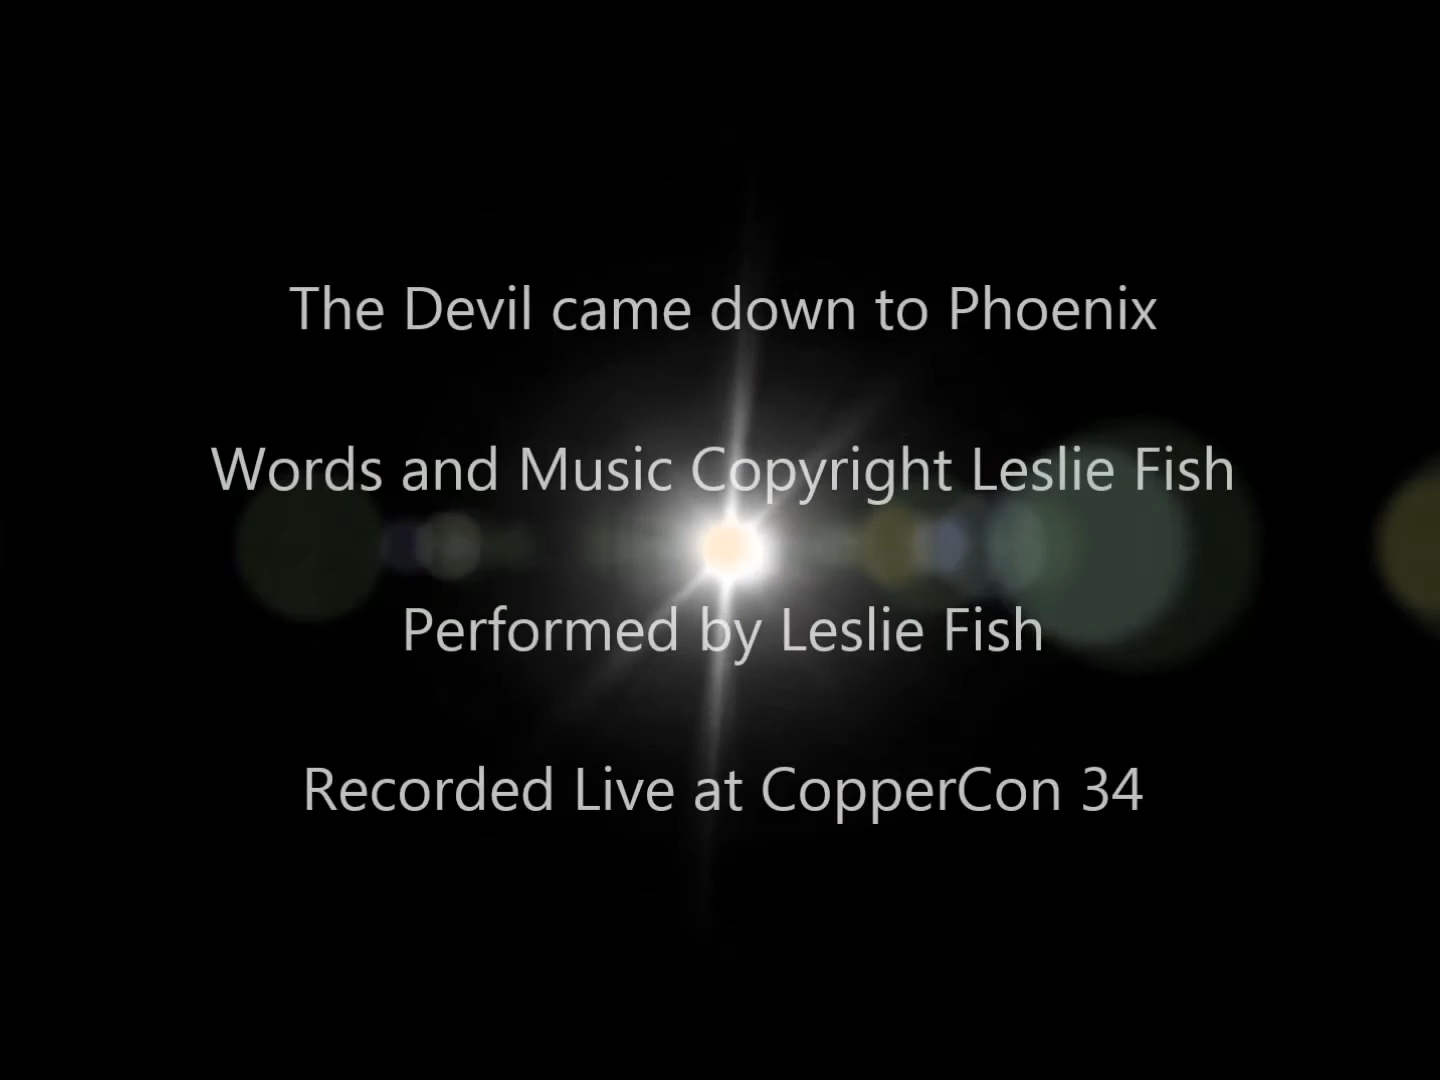 The Devil came down to Phoenix
Words and Music Copyright Leslie Fish
Performed by Leslie Fish
Recorded Live at CopperCon 34